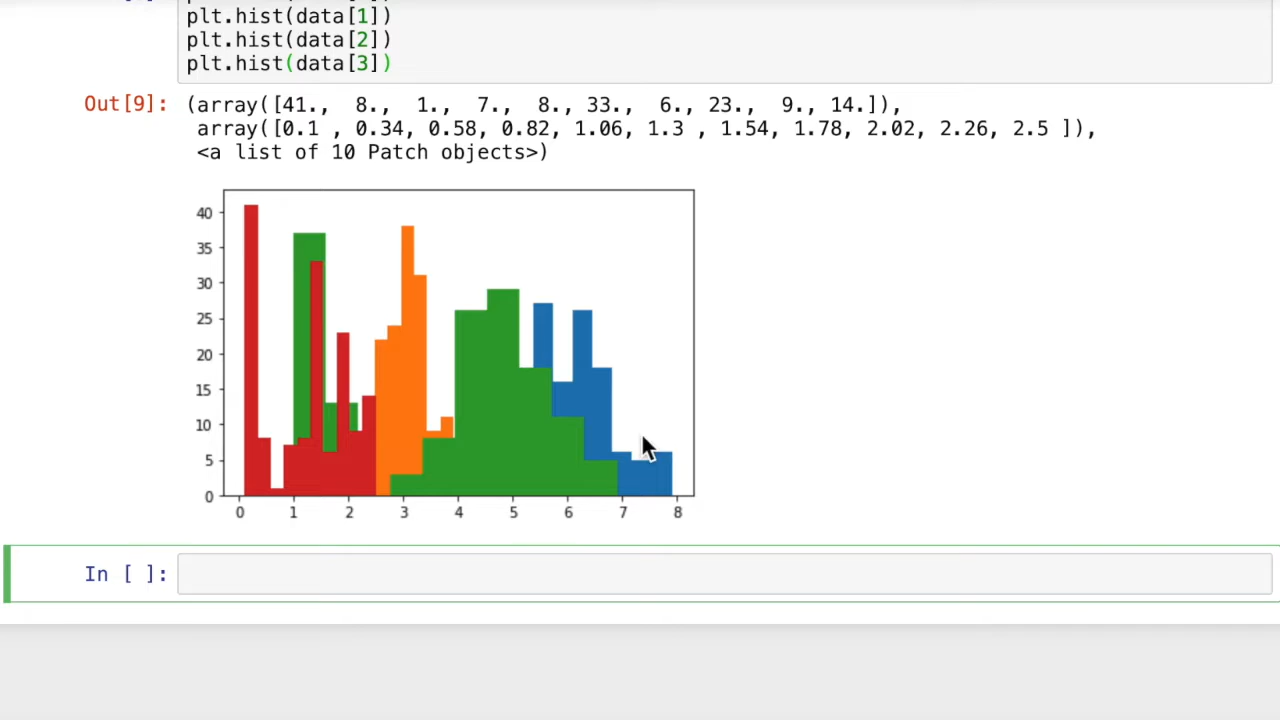 plt.hist(data[1])
plt.hist(data[2])
plt.hist(data[3])
Out[9]: (array([41.,  8.,  1.,  7.,  8., 33.,  6., 23.,  9., 14.]),
array([0.1 , 0.34, 0.58, 0.82, 1.06, 1.3 , 1.54, 1.78, 2.02, 2.26, 2.5 ]),
<a list of 10 Patch objects>)
40
35
30
25
20
15
10
5
0
0 1 2 3 4 5 6 7 8
In [ ]: